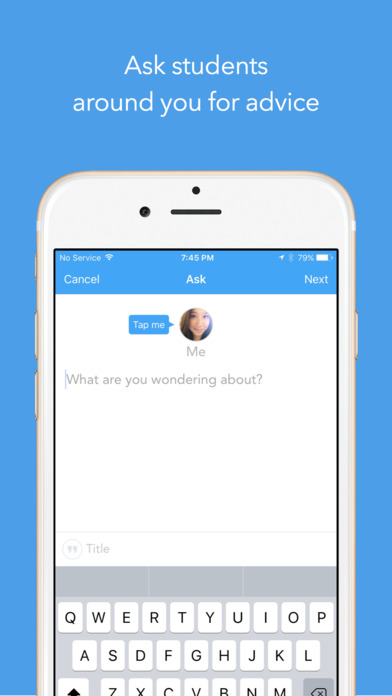 Ask students
around you for advice
No Service 7:45 PM 79%
Cancel Ask Next
Tap me
Me
What are you wondering about?
Title
Q W E R T Y U I O P
A S D F G H J K L
Z X C V B N M